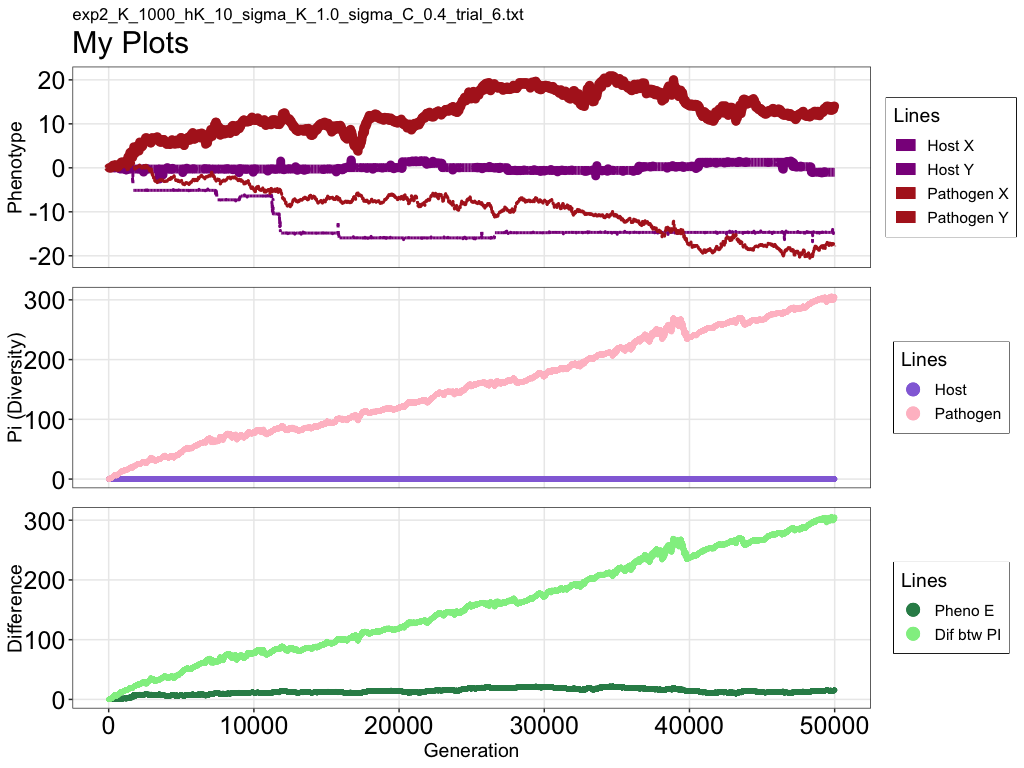 exp2_K_1000_hK_10_sigma_K_1.0_sigma_C_0.4_trial_6.txt
My Plots
Phenotype
20
10
0
-10
-20
Lines
Host X
Host Y
Pathogen X
Pathogen Y
Pi (Diversity)
300
200
100
0
Lines
Host
Pathogen
Difference
300
200
100
0
Lines
Pheno E
Dif btw PI
0 10000 20000 30000 40000 50000
Generation